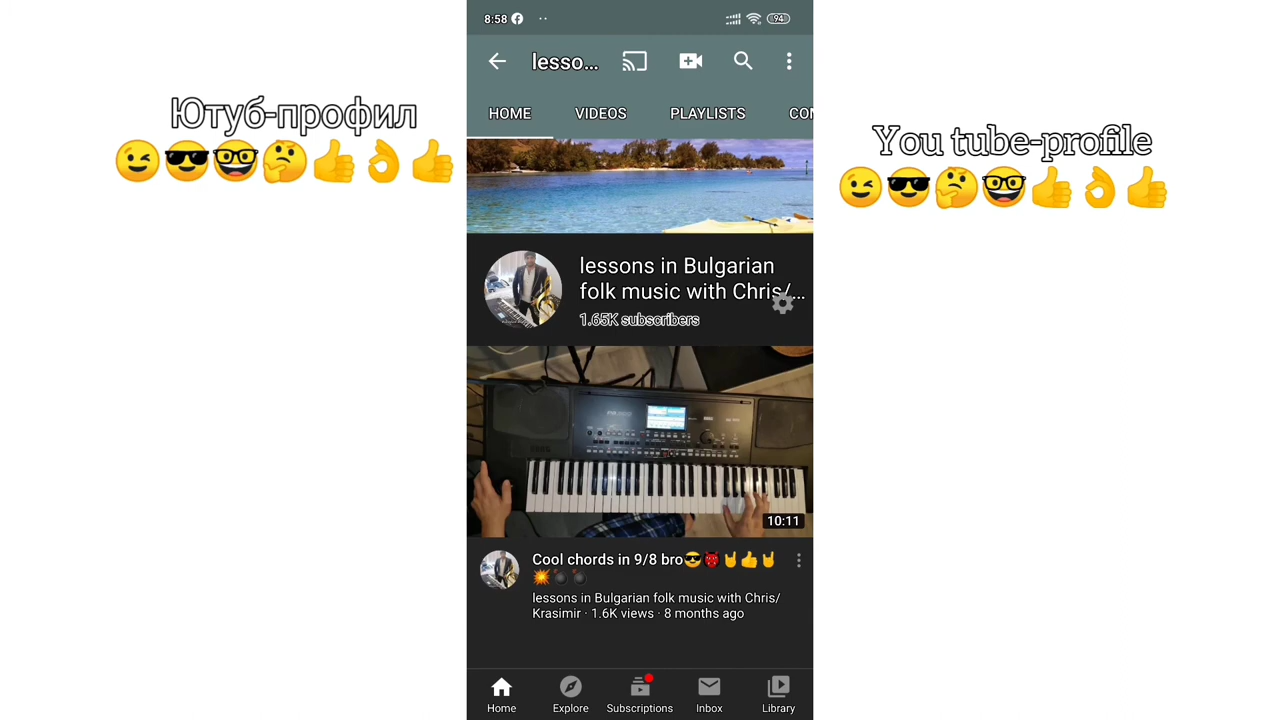 Ютуб-профил
😉😎🤓🤔👍👌👍
8:58
94
lesso...
HOME VIDEOS PLAYLISTS CON
lessons in Bulgarian
folk music with Chris/...
1.65K subscribers
10:11
Cool chords in 9/8 bro😎👹🤘👍🤘
💥💣💣
lessons in Bulgarian folk music with Chris/
Krasimir · 1.6K views · 8 months ago
Home Explore Subscriptions Inbox Library
You tube-profile
😉😎🤔🤓👍👌👍